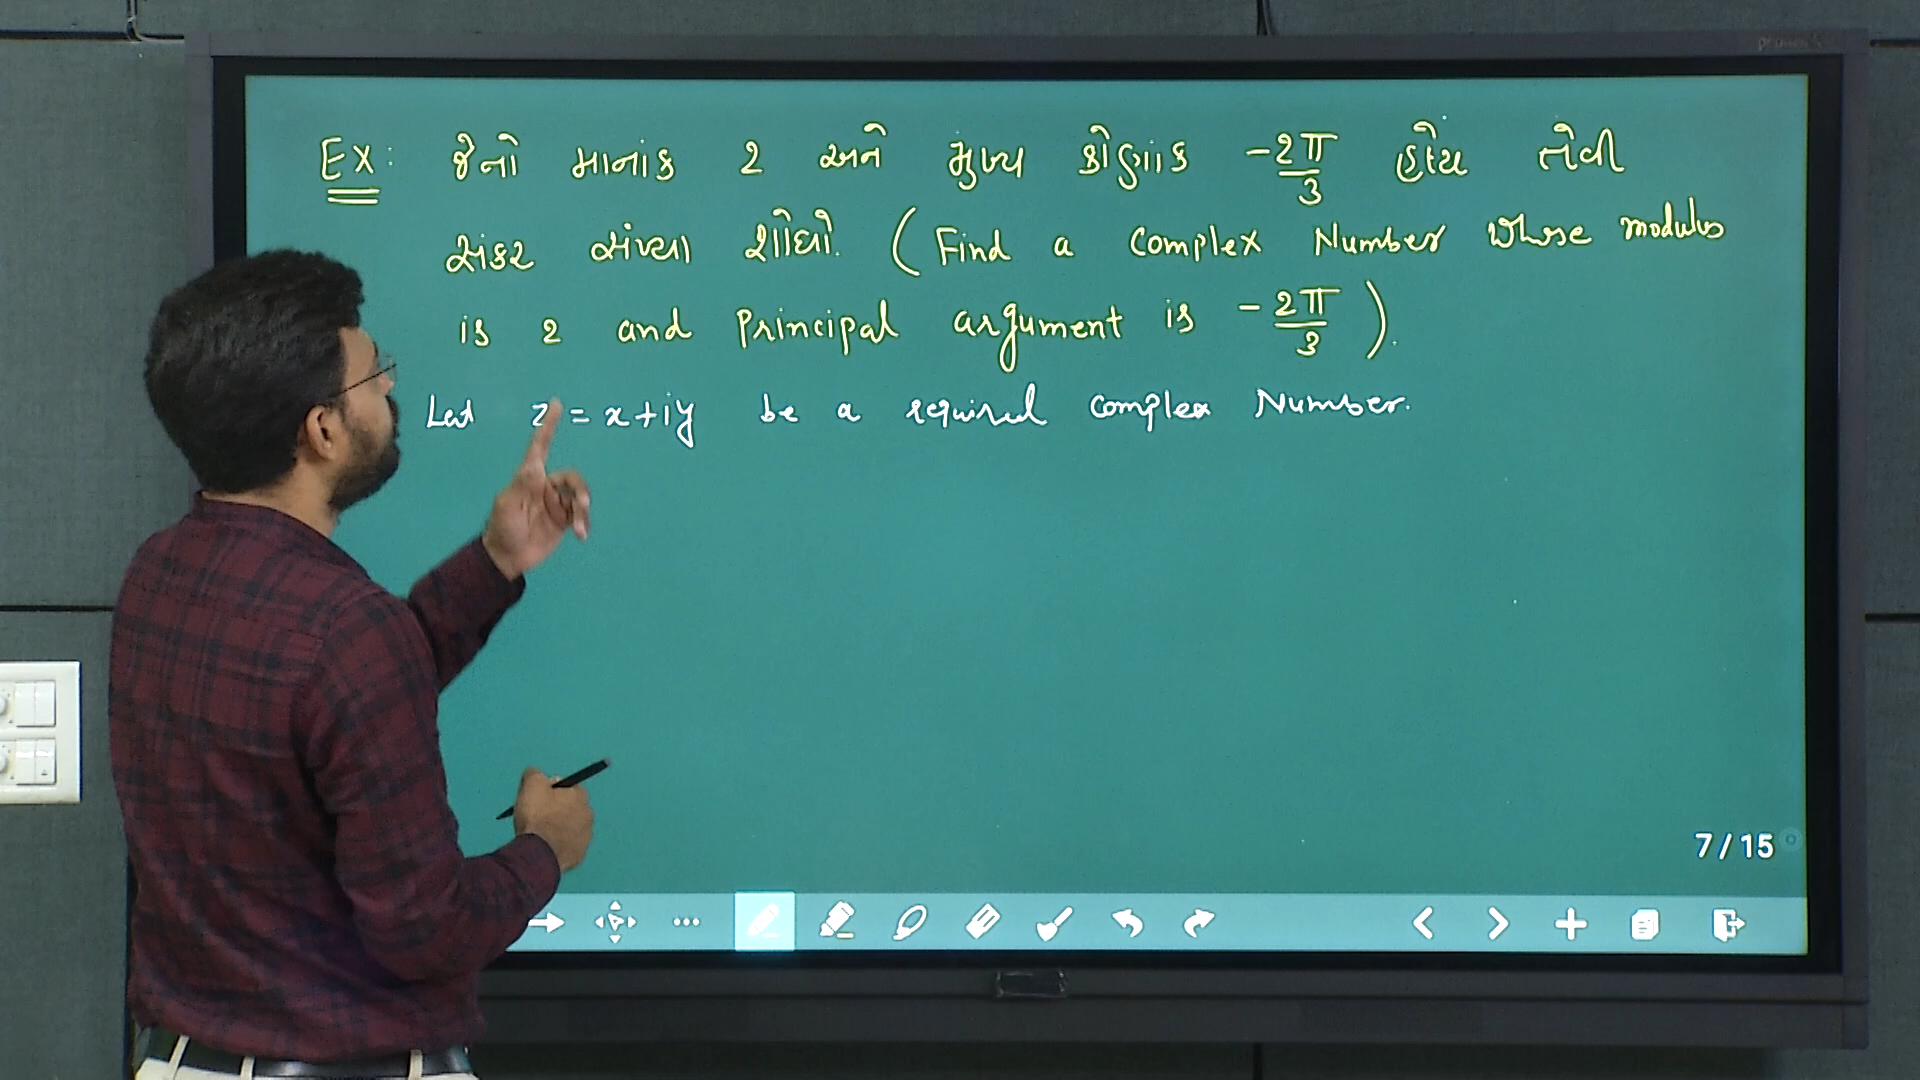 EX: જેનો માનાંક 2 અને મુખ્ય કોણાંક -2π/3 હોય તેવી
સંકર સંખ્યા શોધો. (Find a complex Number whose modulus
is 2 and Principal argument is -2π/3).
Let z = x+iy be a required complex Number.
7/15